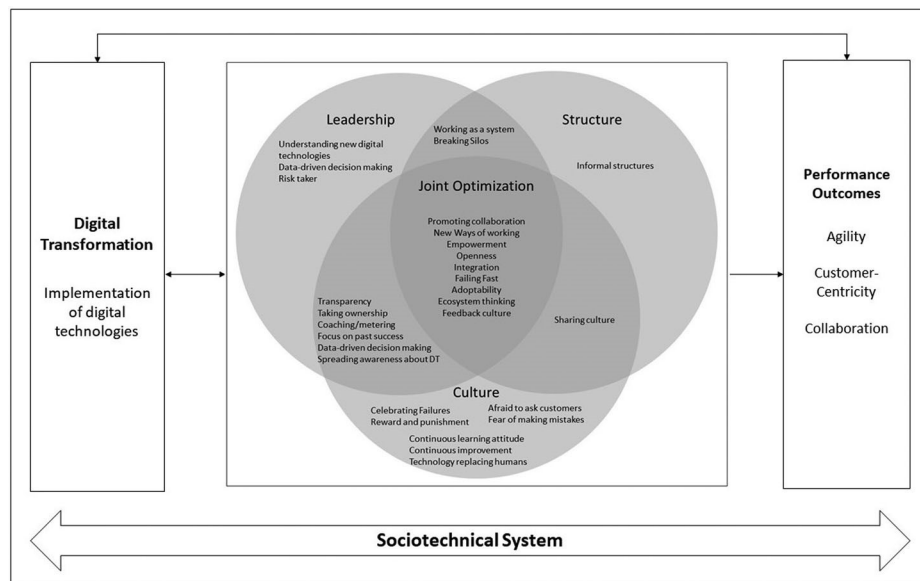 Digital
Transformation
Implementation
of digital
technologies
Leadership
Understanding new digital
technologies
Data-driven decision making
Risk taker
Working as a system
Breaking Silos
Structure
Informal structures
Joint Optimization
Promoting collaboration
New Ways of working
Empowerment
Openness
Integration
Failing Fast
Adoptability
Ecosystem thinking
Feedback culture
Transparency
Taking ownership
Coaching/metering
Focus on past success
Data-driven decision making
Spreading awareness about DT
Sharing culture
Culture
Celebrating Failures
Reward and punishment
Afraid to ask customers
Fear of making mistakes
Continuous learning attitude
Continuous improvement
Technology replacing humans
Performance
Outcomes
Agility
Customer-
Centricity
Collaboration
Sociotechnical System